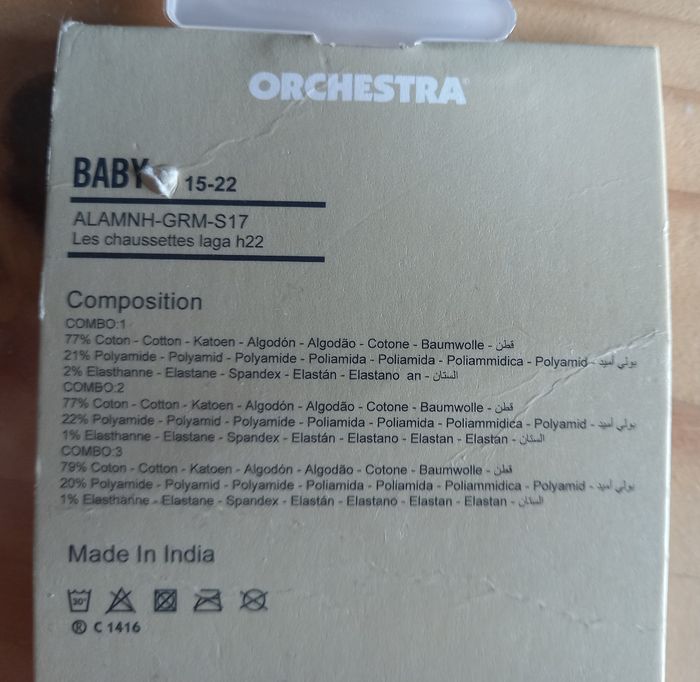 ORCHESTRA
BABY 15-22
ALAMNH-GRM-S17
Les chaussettes laga h22
Composition
COMBO:1
77% Coton - Cotton - Katoen - Algodón - Algodão - Cotone - Baumwolle - قطن
21% Polyamide - Polyamid - Polyamide - Poliamida - Poliamida - Poliammidica - Polyamid - بولي أميد
2% Elasthanne - Elastane - Spandex - Elastán - Elastano an - الستان
COMBO:2
77% Coton - Cotton - Katoen - Algodón - Algodão - Cotone - Baumwolle - قطن
22% Polyamide - Polyamid - Polyamide - Poliamida - Poliamida - Poliammidica - Polyamid - بولي أميد
1% Elasthanne - Elastane - Spandex - Elastán - Elastano - Elastan - Elastan - الستان
COMBO:3
79% Coton - Cotton - Katoen - Algodón - Algodão - Cotone - Baumwolle - قطن
20% Polyamide - Polyamid - Polyamide - Poliamida - Poliamida - Poliammidica - Polyamid - بولي أميد
1% Elasthanne - Elastane - Spandex - Elastán - Elastano - Elastan - Elastan - الستان
Made In India
30°
® C 1416